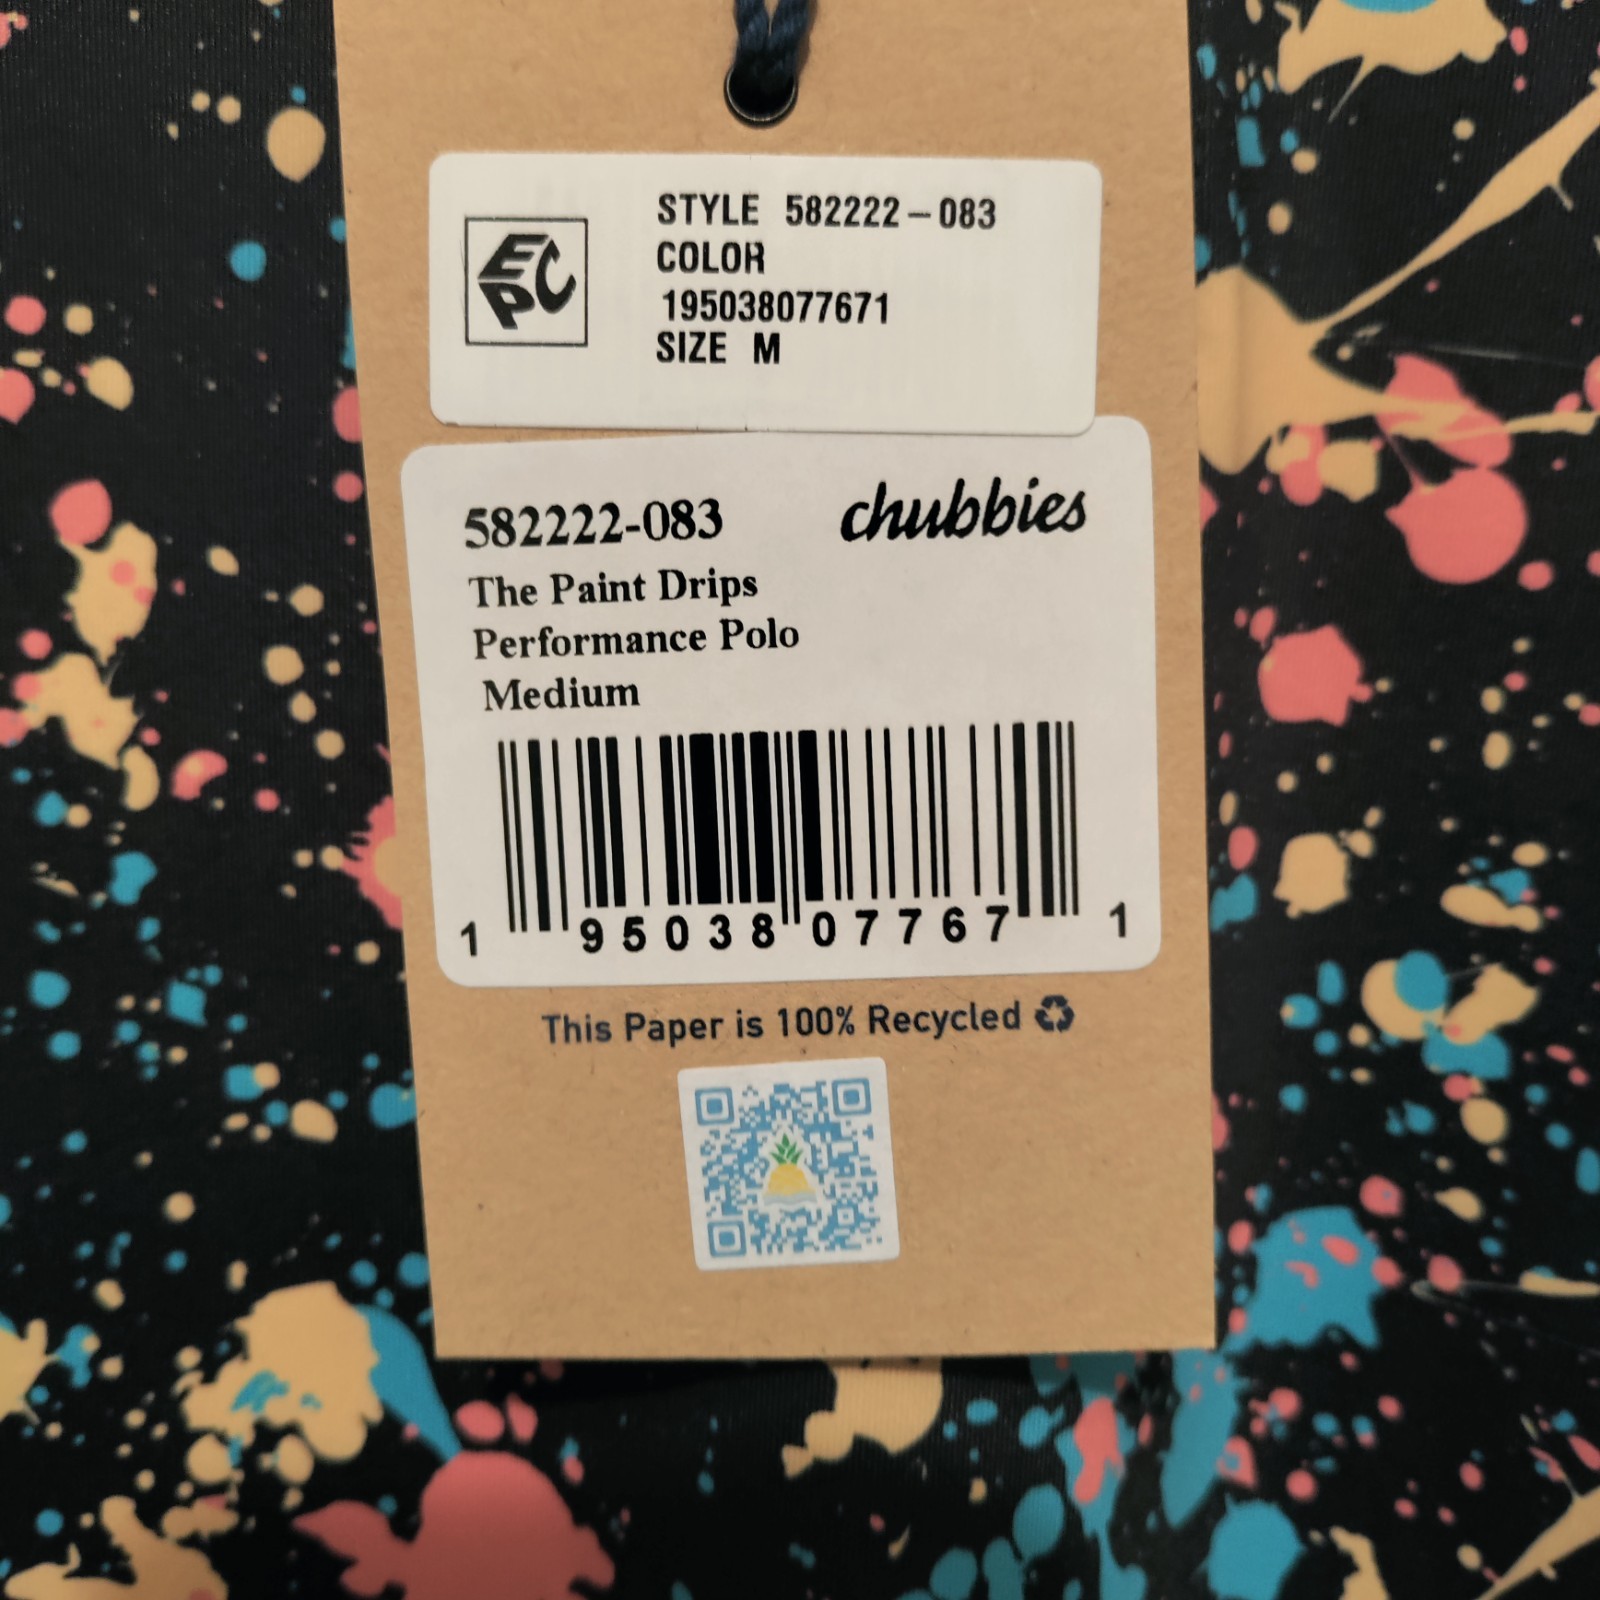 EPC
STYLE 582222-083
COLOR
195038077671
SIZE M
582222-083 chubbies
The Paint Drips
Performance Polo
Medium
1 95038 07767 1
This Paper is 100% Recycled